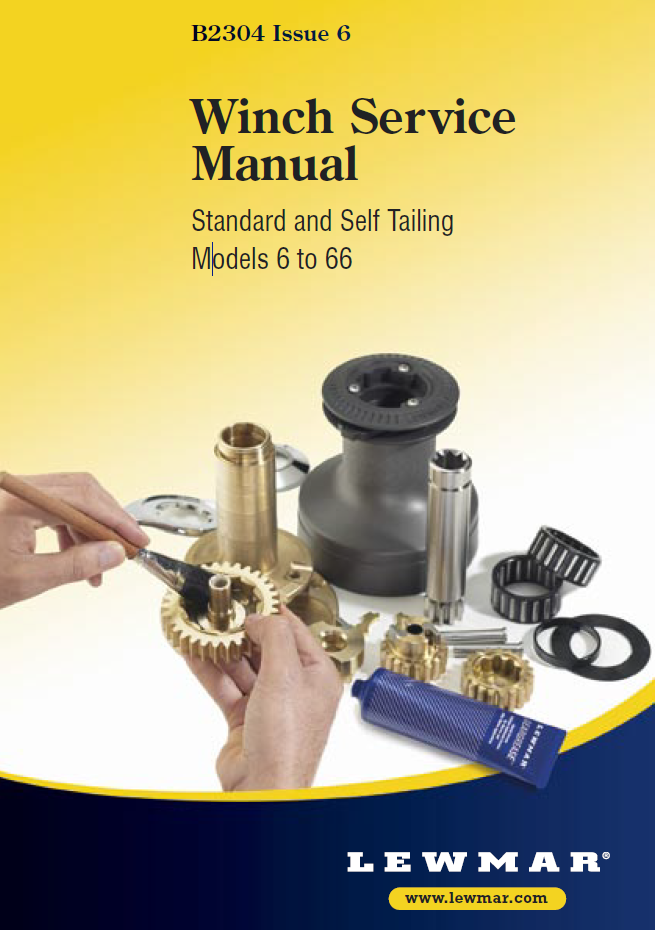 B2304 Issue 6
Winch Service
Manual
Standard and Self Tailing
Models 6 to 66
LEWMAR
LEWMAR®
www.lewmar.com